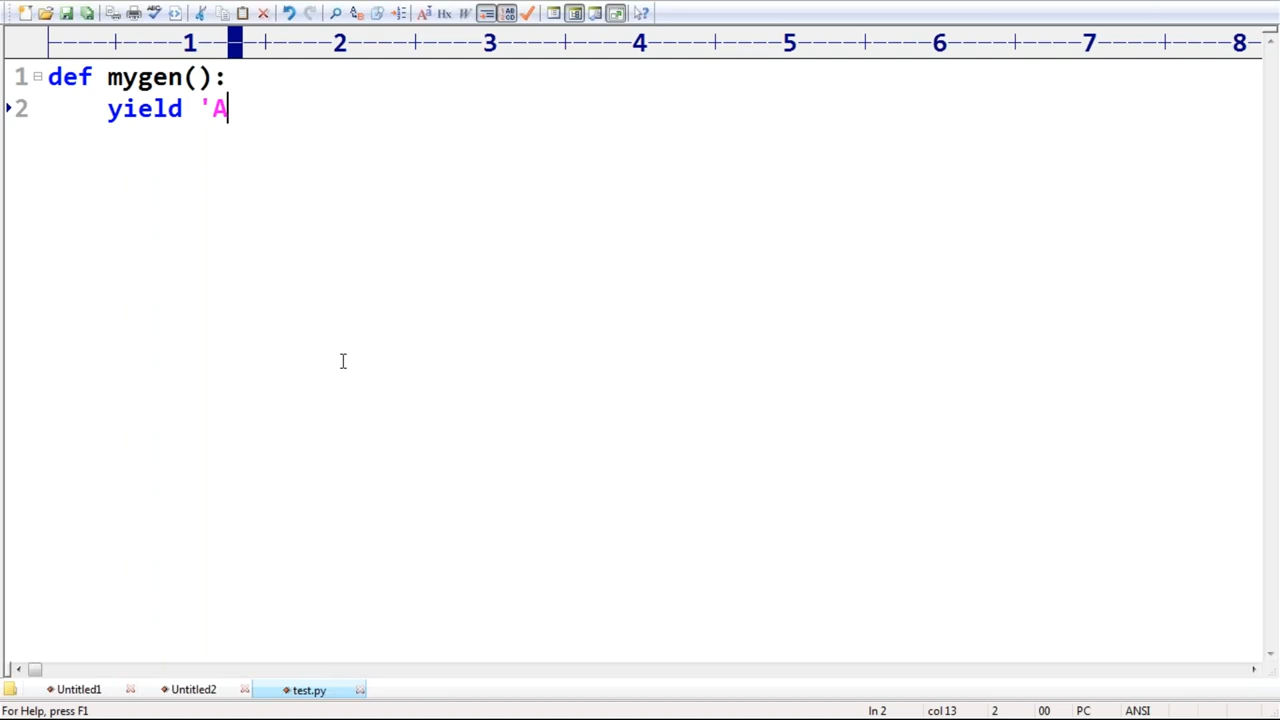 1 2 3 4 5 6 7 8
1 def mygen():
2 yield 'A
Untitled1 Untitled2 test.py
For Help, press F1 ln 2 col 13 2 00 PC ANSI